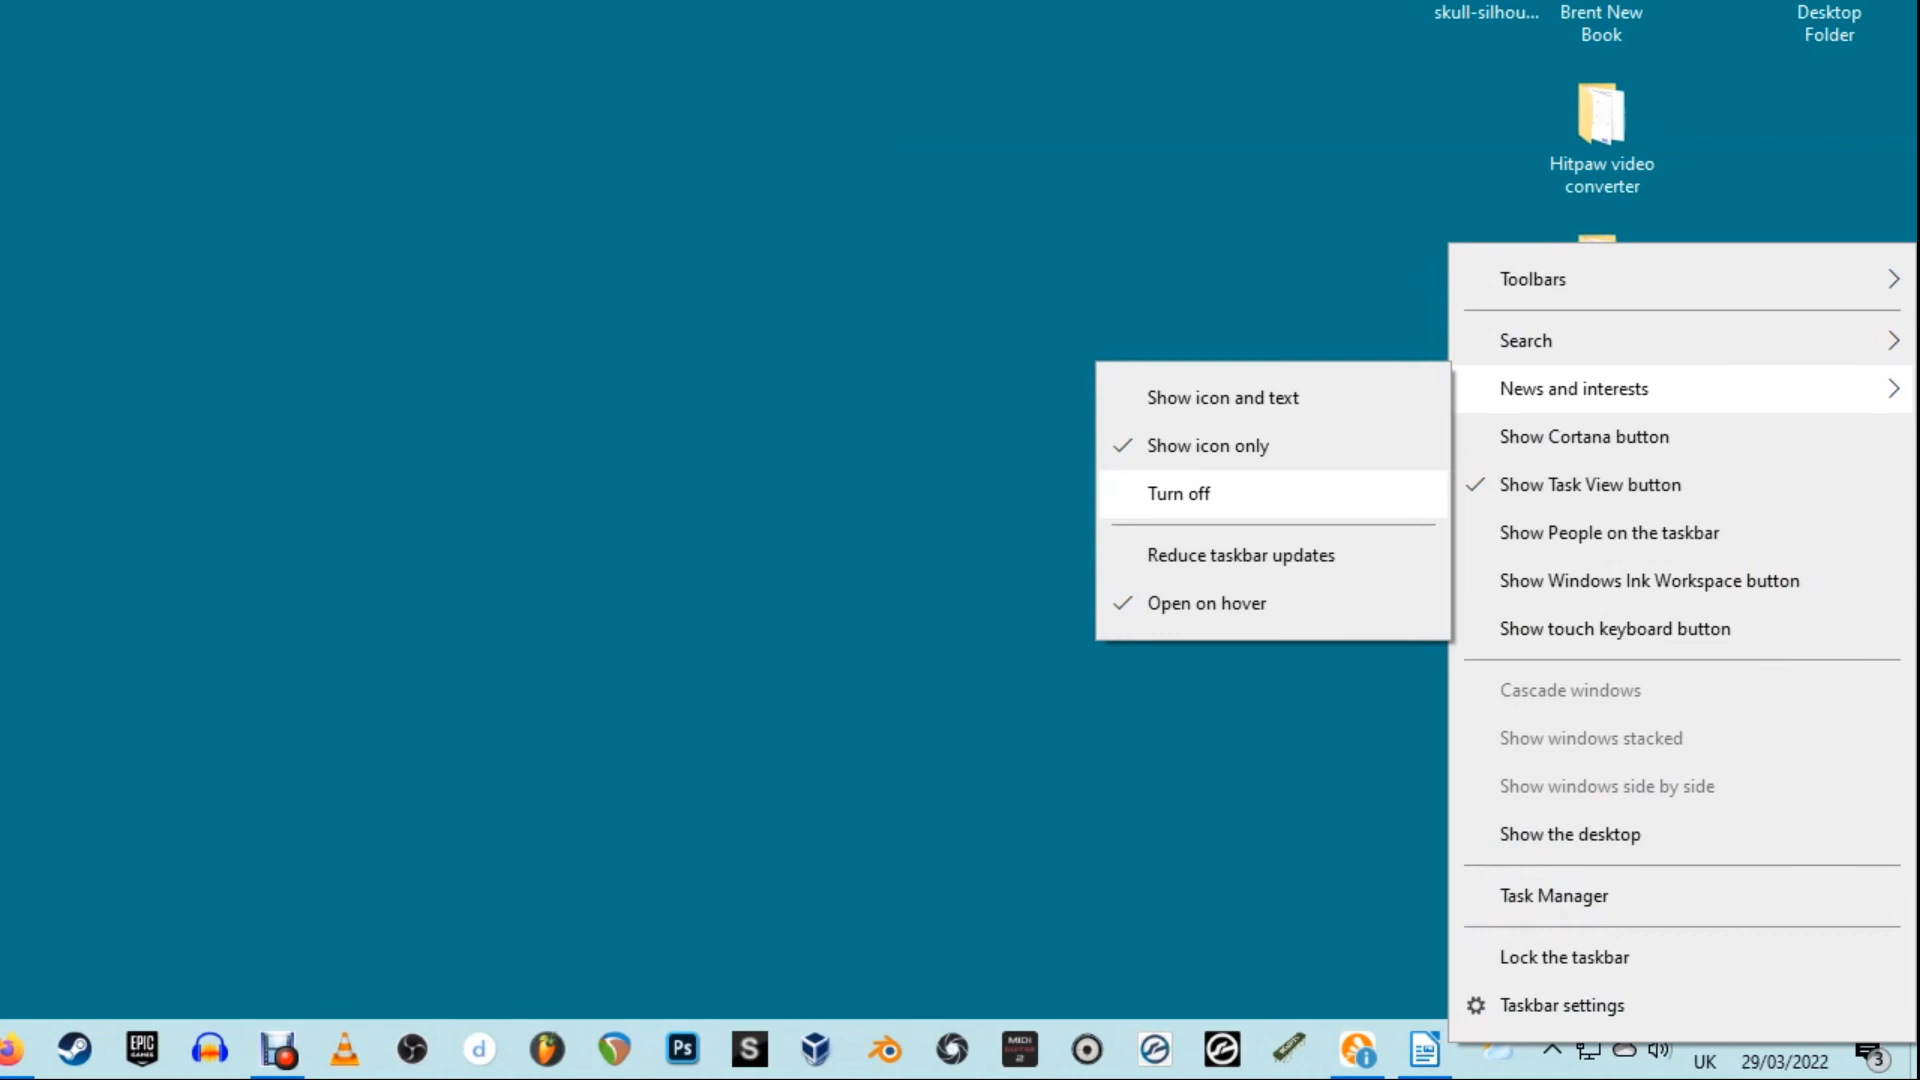 skull-silhou...
Brent New
Book
Desktop
Folder
Hitpaw video
converter
Toolbars
Search
News and interests
Show Cortana button
Show Task View button
Show People on the taskbar
Show Windows Ink Workspace button
Show touch keyboard button
Cascade windows
Show windows stacked
Show windows side by side
Show the desktop
Task Manager
Lock the taskbar
Taskbar settings
Show icon and text
Show icon only
Turn off
Reduce taskbar updates
Open on hover
EPIC
GAMES
d
Ps
S
MIDI
2
UK
29/03/2022
3